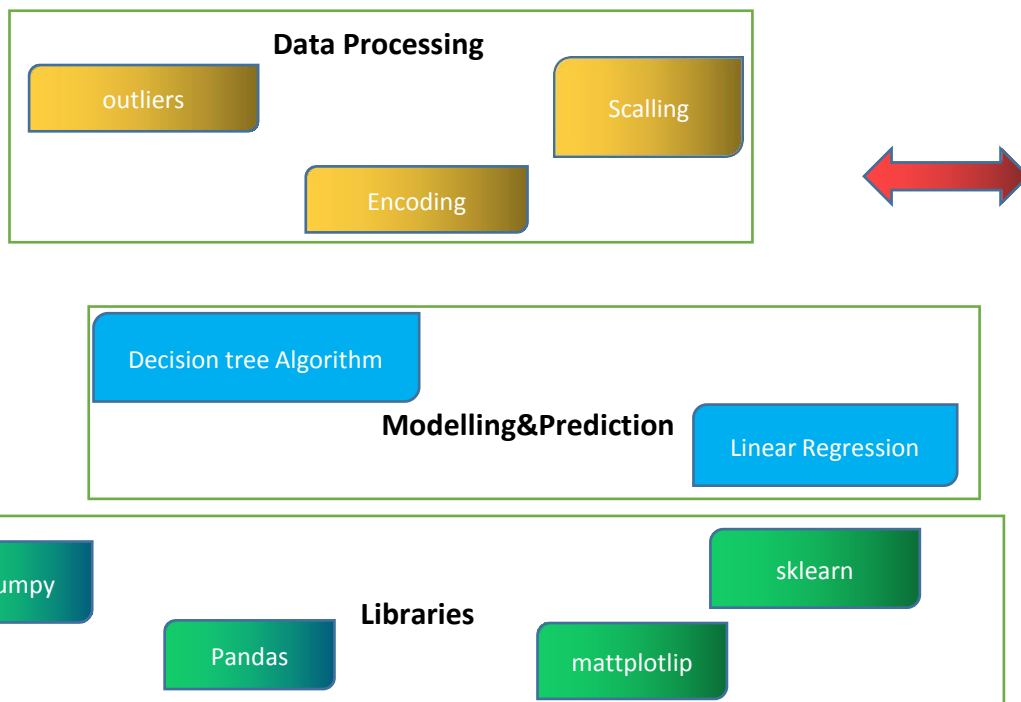 Data Processing
outliers
Scalling
Encoding
Decision tree Algorithm
Modelling&Prediction
Linear Regression
sklearn
umpy
Libraries
Pandas
mattplotlip